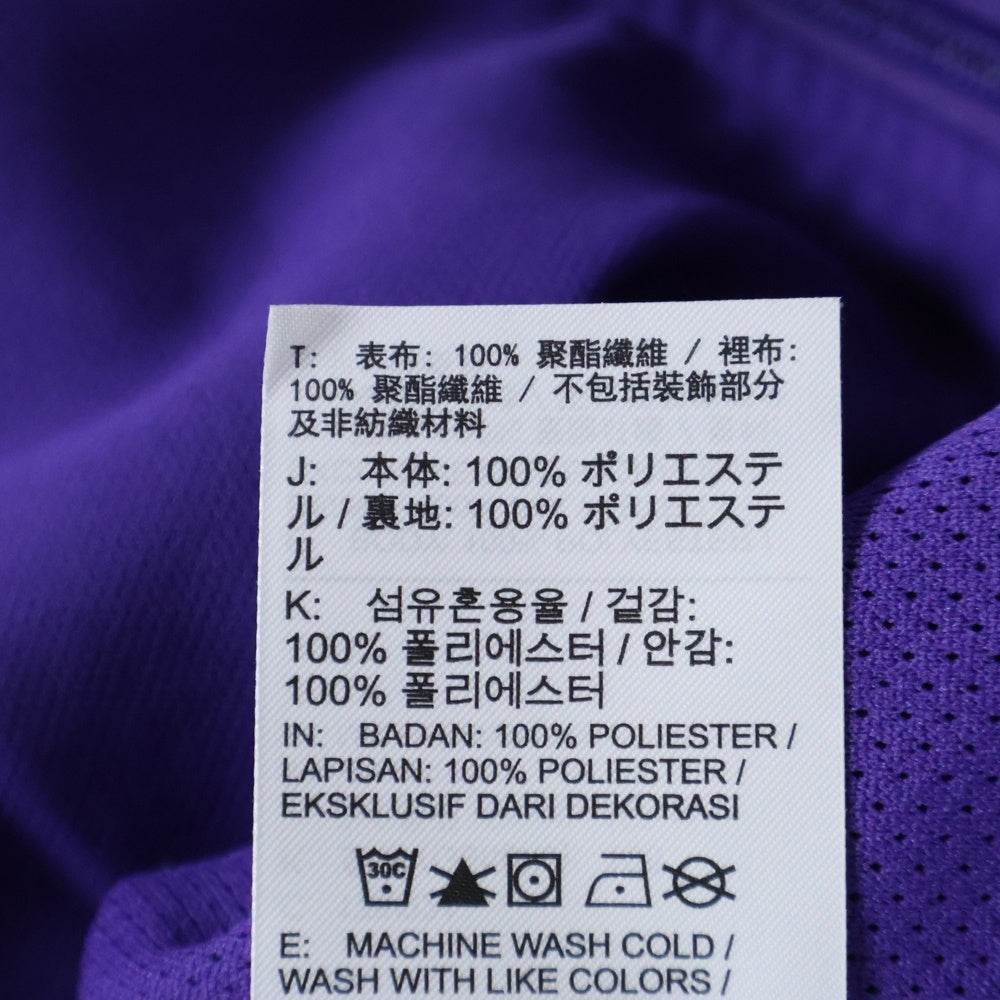 T: 表布: 100% 聚酯纖維 / 裡布:
100% 聚酯纖維 / 不包括裝飾部分
及非紡織材料
J: 本体: 100% ポリエステ
ル / 裏地: 100% ポリエステ
ル
K: 섬유혼용율 / 겉감:
100% 폴리에스터 / 안감:
100% 폴리에스터
IN: BADAN: 100% POLIESTER /
LAPISAN: 100% POLIESTER /
EKSKLUSIF DARI DEKORASI
30C
E: MACHINE WASH COLD /
WASH WITH LIKE COLORS /